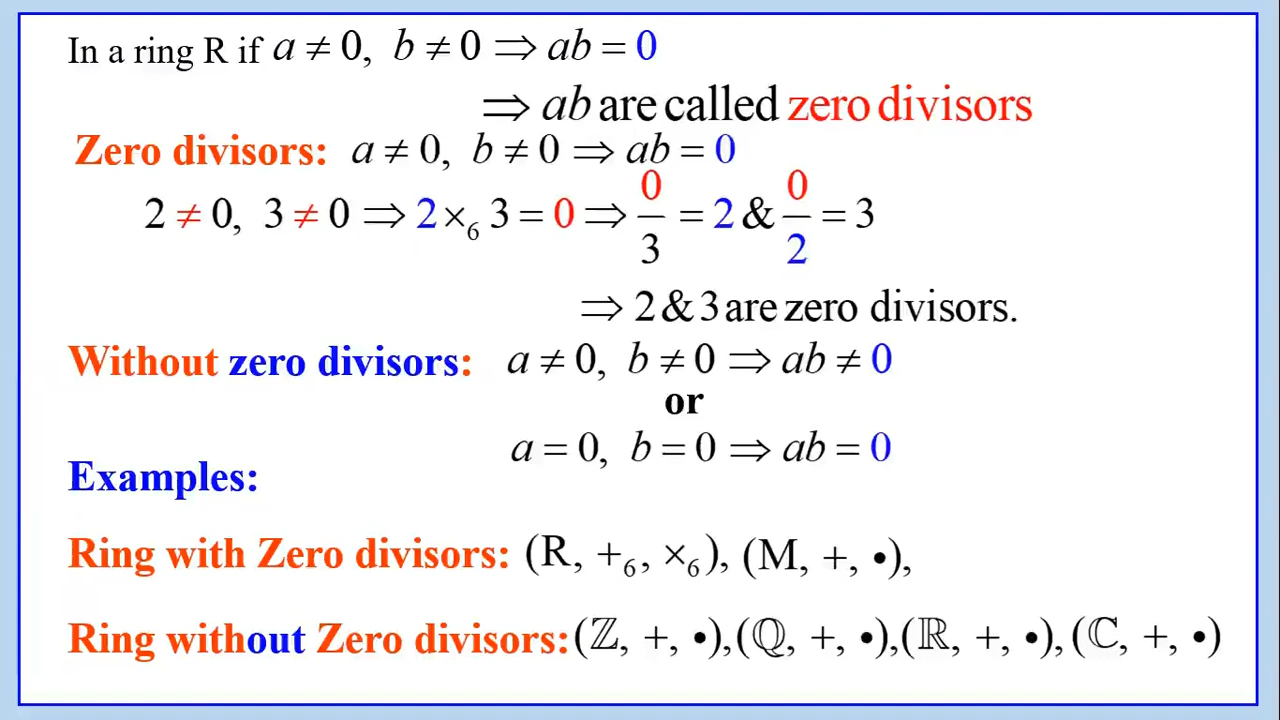 In a ring R if a ≠ 0, b ≠ 0 ⇒ ab = 0
⇒ ab are called zero divisors
Zero divisors: a ≠ 0, b ≠ 0 ⇒ ab = 0
2 ≠ 0, 3 ≠ 0 ⇒ 2 ×₆ 3 = 0 ⇒ 0/3 = 2 & 0/2 = 3
⇒ 2 & 3 are zero divisors.
Without zero divisors: a ≠ 0, b ≠ 0 ⇒ ab ≠ 0
or
a = 0, b = 0 ⇒ ab = 0
Examples:
Ring with Zero divisors: (R, +₆, ×₆), (M, +, •),
Ring without Zero divisors: (ℤ, +, •),(ℚ, +, •),(ℝ, +, •), (ℂ, +, •)